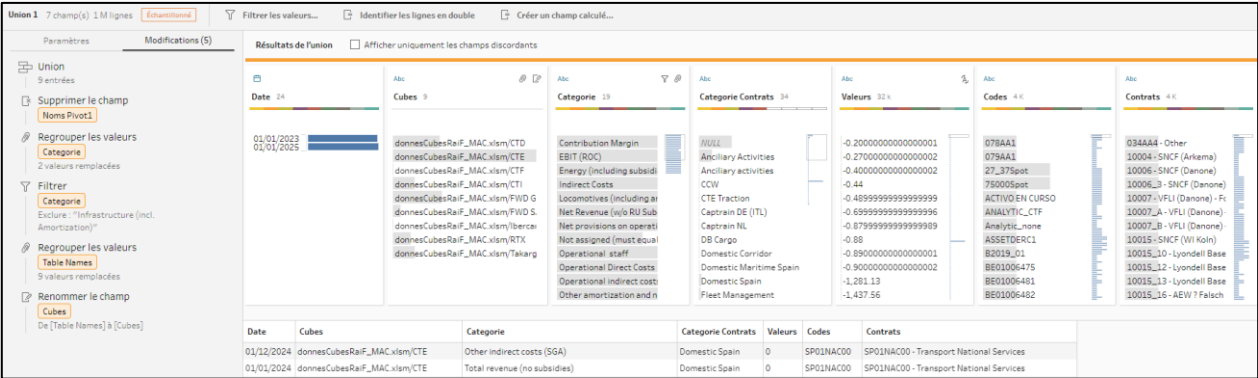 Union 1 7 champ(s) 1 M lignes Échantillonné Filtrer les valeurs... Identifier les lignes en double Créer un champ calculé...
Paramètres Modifications (5)
Union
9 entrées
Supprimer le champ
Noms Pivot1
Regrouper les valeurs
Categorie
2 valeurs remplacées
Filtrer
Categorie
Exclure : "Infrastructure (incl.
Amortization)"
Regrouper les valeurs
Table Names
9 valeurs remplacées
Renommer le champ
Cubes
De [Table Names] à [Cubes]
Résultats de l'union Afficher uniquement les champs discordants
Date 24
01/01/2023
01/01/2025
Abc
Cubes 9
donnesCubesRaiF_MAC.xlsm/CTD
donnesCubesRaiF_MAC.xlsm/CTE
donnesCubesRaiF_MAC.xlsm/CTF
donnesCubesRaiF_MAC.xlsm/CTI
donnesCubesRaiF_MAC.xlsm/FWD G
donnesCubesRaiF_MAC.xlsm/FWD S
donnesCubesRaiF_MAC.xlsm/Iberca
donnesCubesRaiF_MAC.xlsm/RTX
donnesCubesRaiF_MAC.xlsm/Takarg
Abc
Categorie 19
Contribution Margin
EBIT (ROC)
Energy (including subsidi
Indirect Costs
Locomotives (including a
Net Revenue (w/o RU Sub
Net provisions on operati
Not assigned (must equal
Operational staff
Operational Direct Costs
Operational indirect cost
Other amortization and n
Abc
Categorie Contrats 34
NULL
Anciliary Activities
Ancillary activities
CCW
CTE Traction
Captrain DE (ITL)
Captrain NL
DB Cargo
Domestic Corridor
Domestic Maritime Spain
Domestic Spain
Fleet Management
Abc
Valeurs 32 k
-0.20000000000000001
-0.27000000000000002
-0.40000000000000002
-0.44
-0.48999999999999999
-0.69999999999999996
-0.87999999999999989
-0.88
-0.89000000000000001
-0.90000000000000002
-1,281.13
-1,437.56
Abc
Codes 4 K
078AA1
079AA1
27_37Spot
75000Spot
ACTIVO EN CURSO
ANALYTIC_CTF
Analytic_none
ASSETDERC1
B2019_01
BE01006475
BE01006481
BE01006482
Abc
Contrats 4 K
034AA4 - Other
10004 - SNCF (Arkema)
10006 - SNCF (Danone)
10006_3 - SNCF (Danone)
10007 - VFLI (Danone) - Fo
10007_A - VFLI (Danone) -
10007_B - VFLI (Danone) -
10015 - SNCF (WI Koln)
10015_10 - Lyondell Base
10015_12 - Lyondell Base
10015_13 - Lyondell Base
10015_16 - AEW ? Falsch
Date Cubes Categorie Categorie Contrats Valeurs Codes Contrats
01/12/2024 donnesCubesRaiF_MAC.xlsm/CTE Other indirect costs (SGA) Domestic Spain 0 SP01NAC00 SP01NAC00 - Transport National Services
01/01/2024 donnesCubesRaiF_MAC.xlsm/CTE Total revenue (no subsidies) Domestic Spain 0 SP01NAC00 SP01NAC00 - Transport National Services